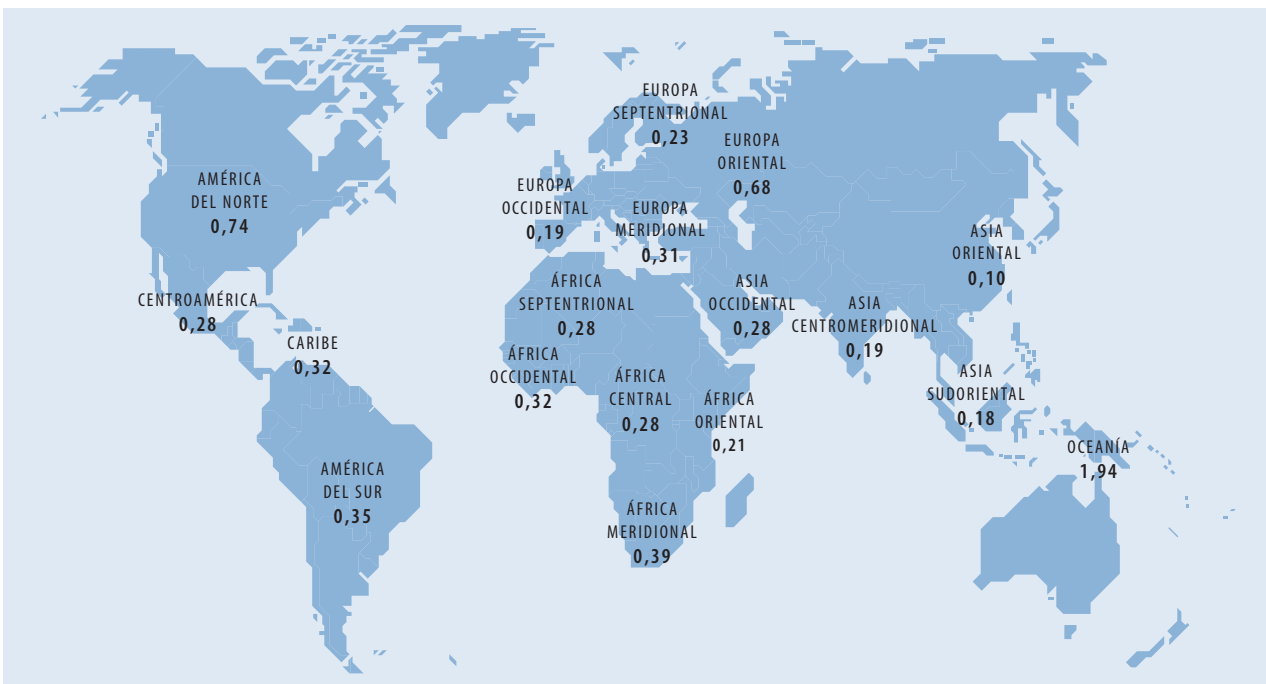 EUROPA
SEPTENTRIONAL
0,23
EUROPA
ORIENTAL
0,68
AMÉRICA
DEL NORTE
0,74
EUROPA
OCCIDENTAL
0,19
EUROPA
MERIDIONAL
0,31
ASIA
ORIENTAL
0,10
CENTROAMÉRICA
0,28
ÁFRICA
SEPTENTRIONAL
0,28
ASIA
OCCIDENTAL
0,28
ASIA
CENTROMERIDIONAL
0,19
CARIBE
0,32
ÁFRICA
OCCIDENTAL
0,32
ÁFRICA
CENTRAL
0,28
ÁFRICA
ORIENTAL
0,21
ASIA
SUDORIENTAL
0,18
OCEANÍA
1,94
AMÉRICA
DEL SUR
0,35
ÁFRICA
MERIDIONAL
0,39